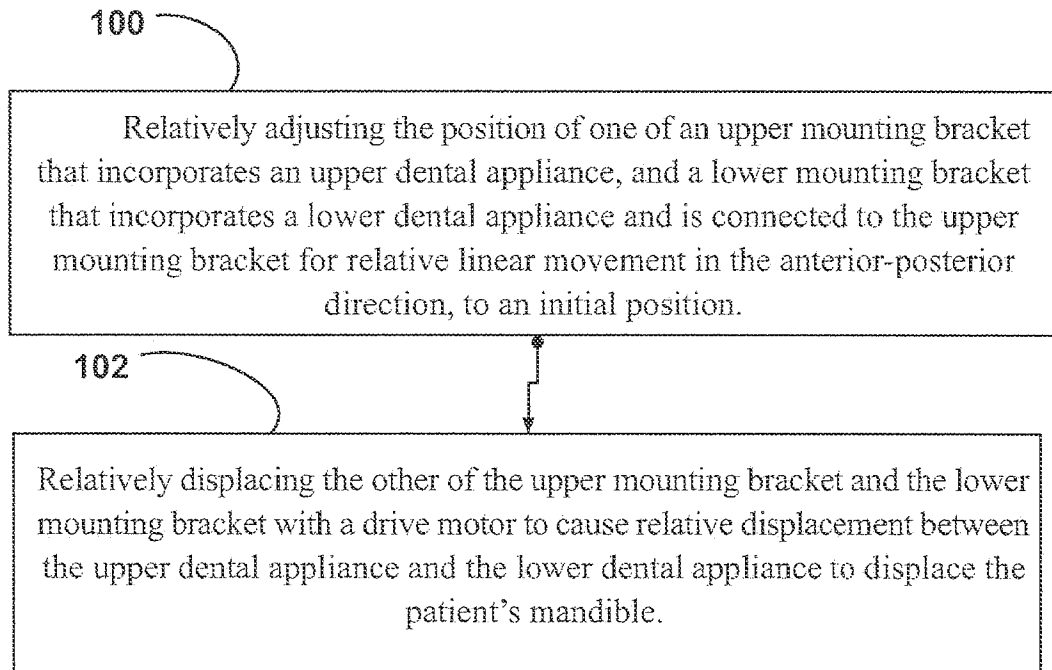 100
Relatively adjusting the position of one of an upper mounting bracket
that incorporates an upper dental appliance, and a lower mounting bracket
that incorporates a lower dental appliance and is connected to the upper
mounting bracket for relative linear movement in the anterior-posterior
direction, to an initial position.
102
Relatively displacing the other of the upper mounting bracket and the lower
mounting bracket with a drive motor to cause relative displacement between
the upper dental appliance and the lower dental appliance to displace the
patient's mandible.